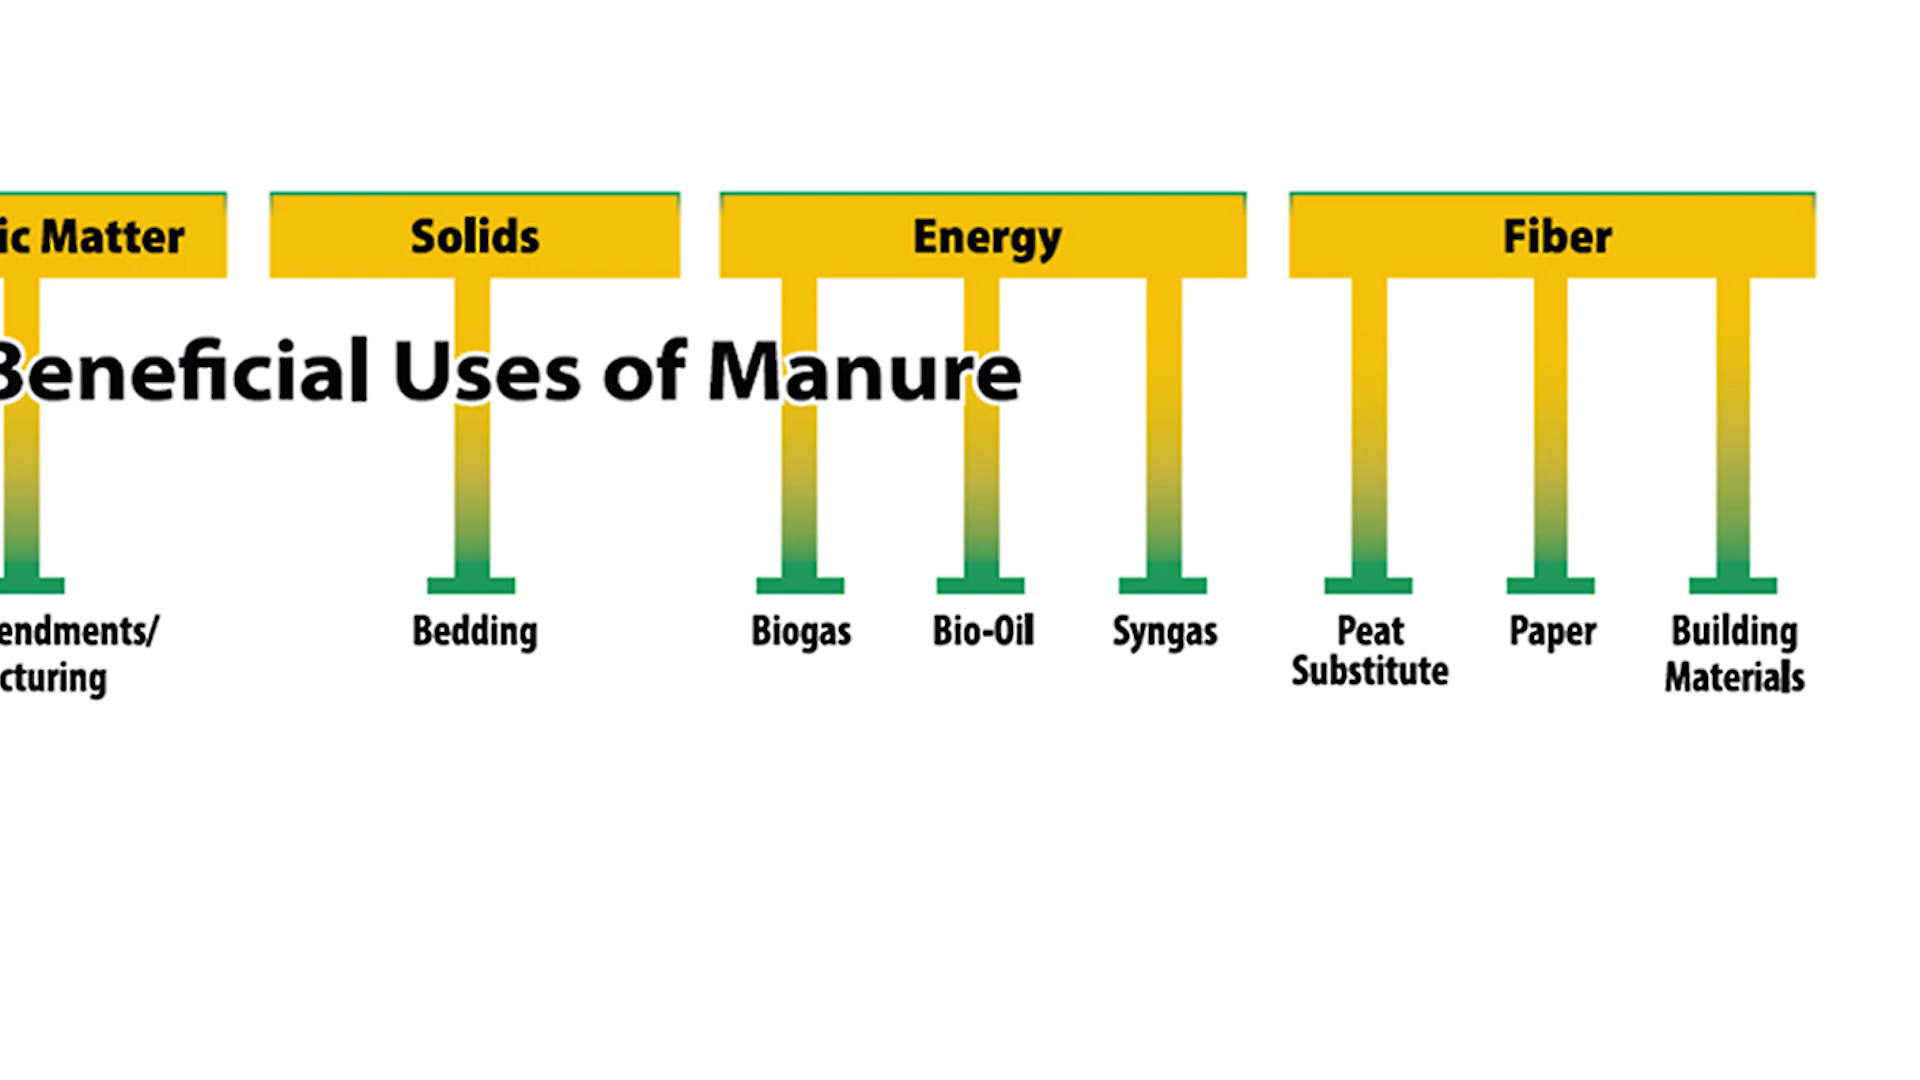 ic Matter
Solids
Energy
Fiber
Beneficial Uses of Manure
endments/
cturing
Bedding
Biogas
Bio-Oil
Syngas
Peat
Substitute
Paper
Building
Materials